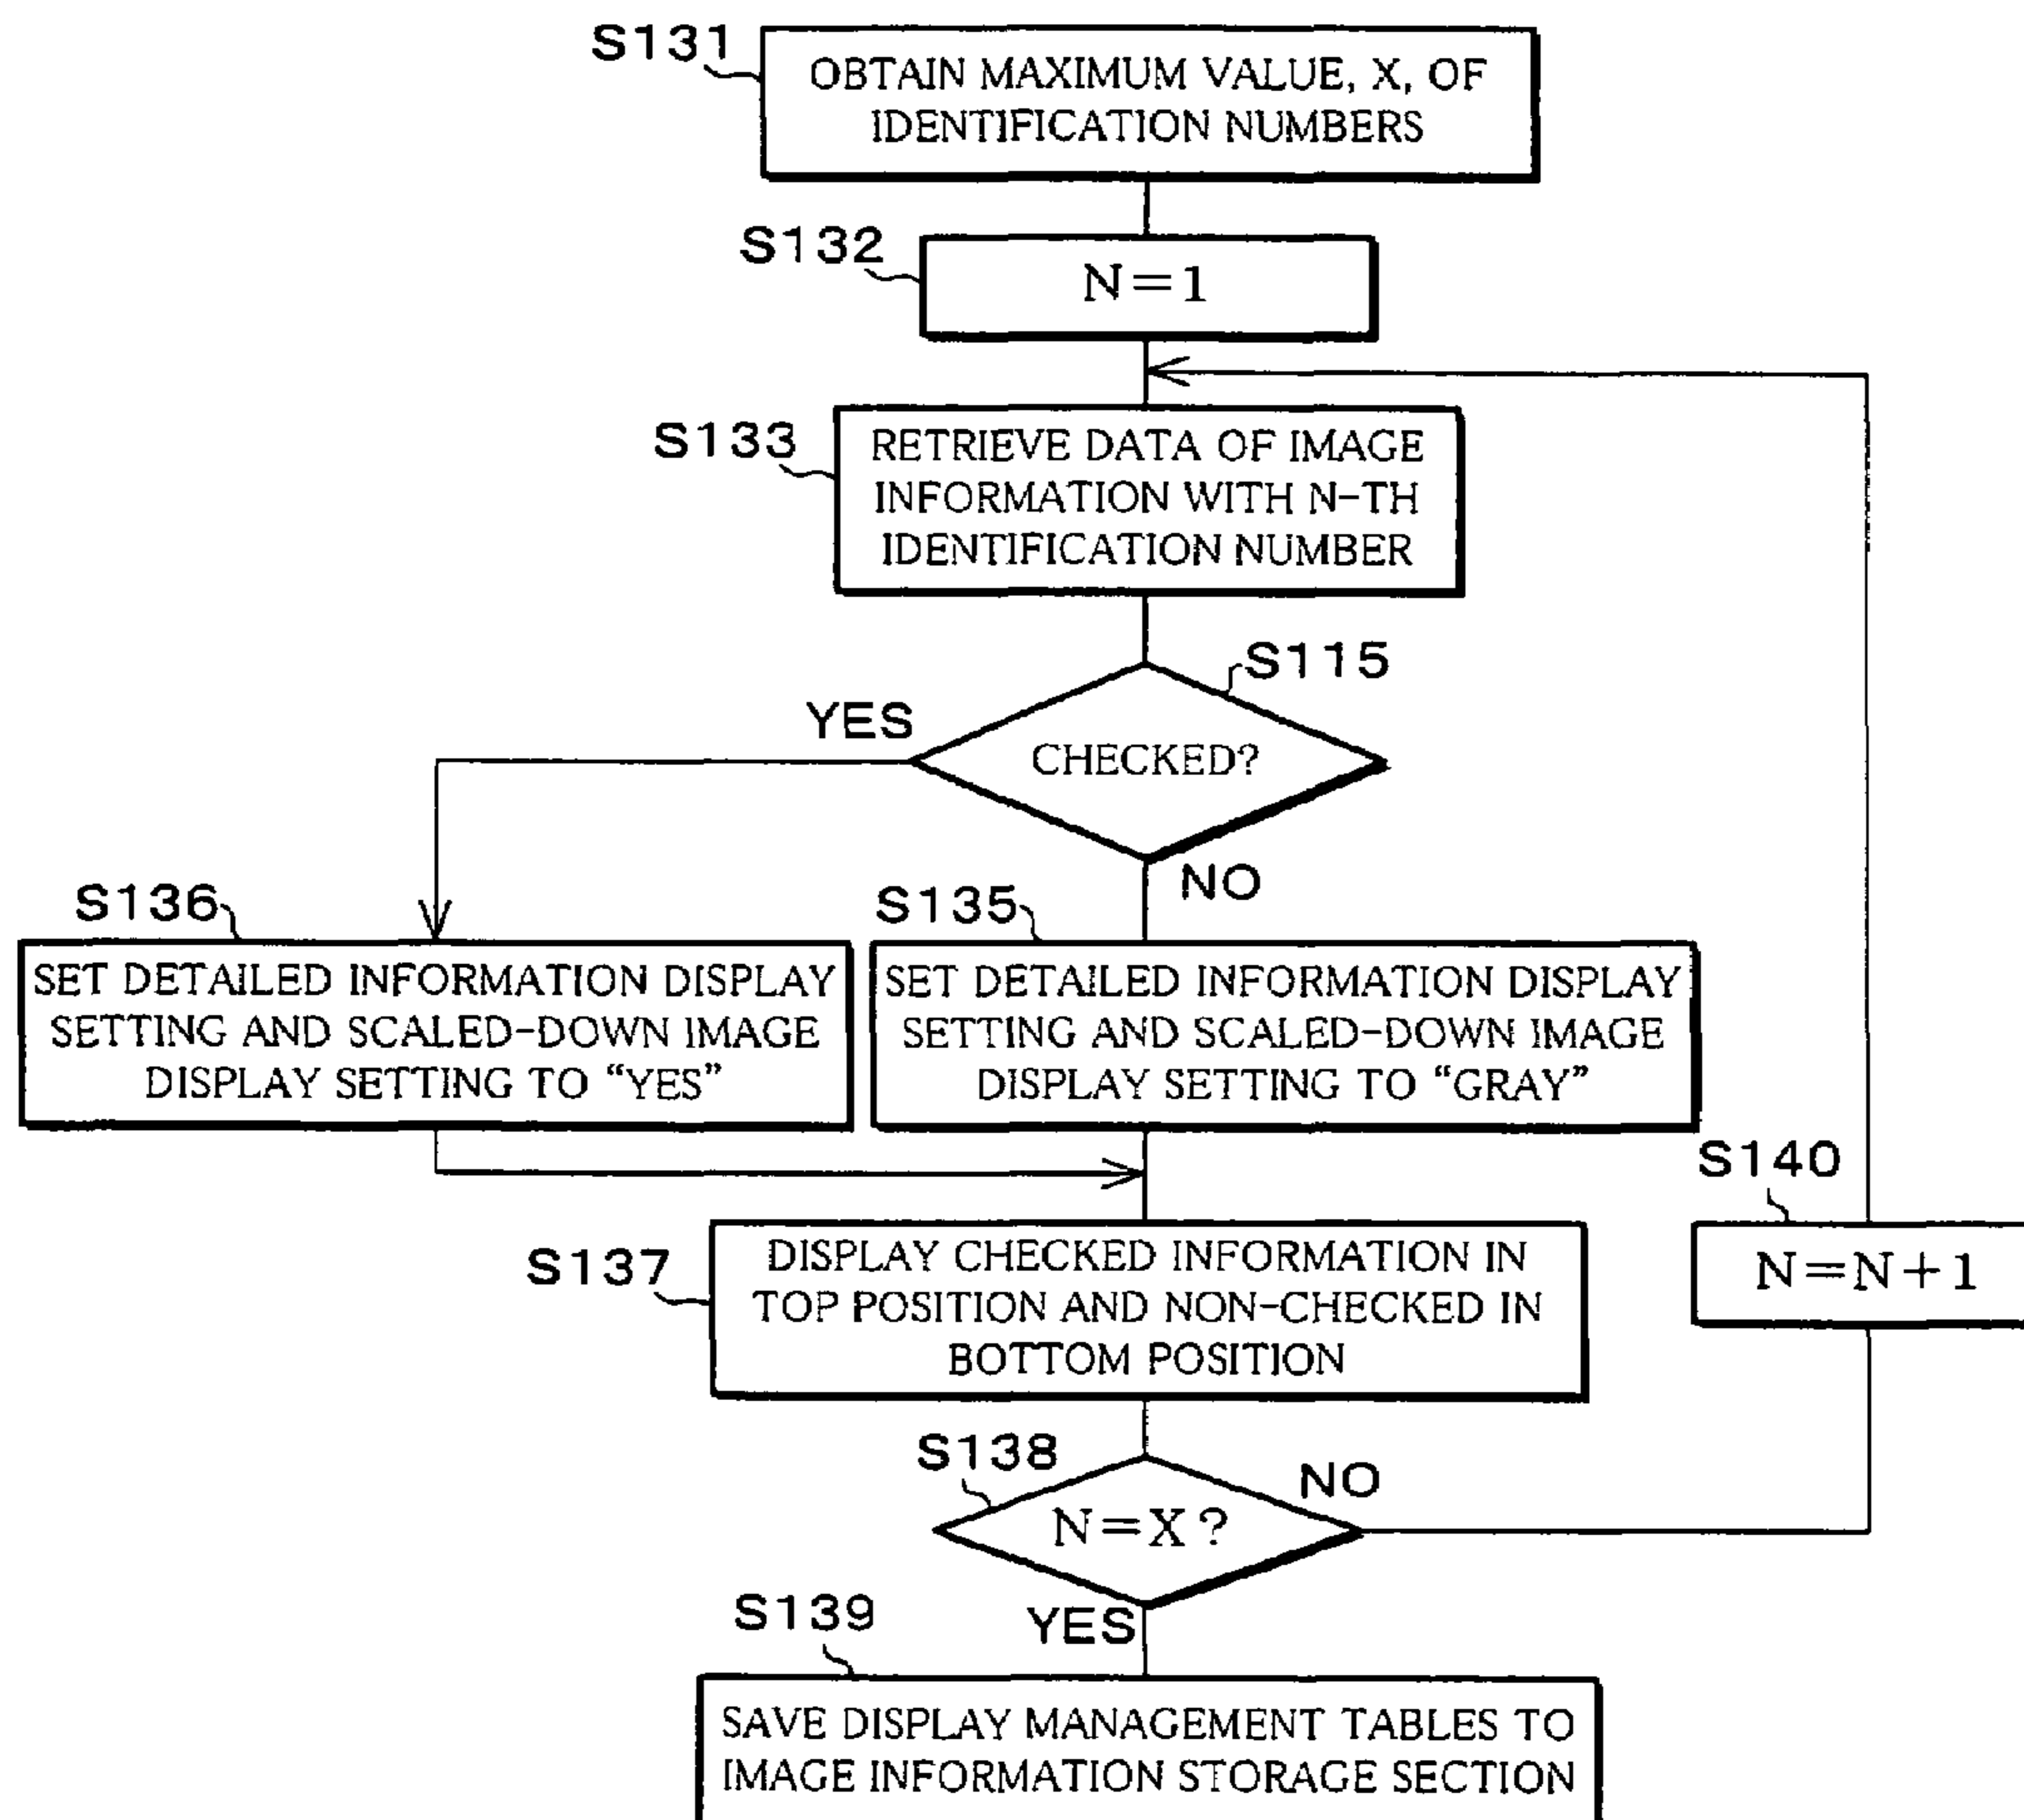 S131
OBTAIN MAXIMUM VALUE, X, OF
IDENTIFICATION NUMBERS
S132
N=1
S133
RETRIEVE DATA OF IMAGE
INFORMATION WITH N-TH
IDENTIFICATION NUMBER
S115
YES
CHECKED?
NO
S136
SET DETAILED INFORMATION DISPLAY
SETTING AND SCALED-DOWN IMAGE
DISPLAY SETTING TO “YES”
S135
SET DETAILED INFORMATION DISPLAY
SETTING AND SCALED-DOWN IMAGE
DISPLAY SETTING TO “GRAY”
S140
N=N+1
S137
DISPLAY CHECKED INFORMATION IN
TOP POSITION AND NON-CHECKED IN
BOTTOM POSITION
S138
NO
N=X?
YES
S139
SAVE DISPLAY MANAGEMENT TABLES TO
IMAGE INFORMATION STORAGE SECTION